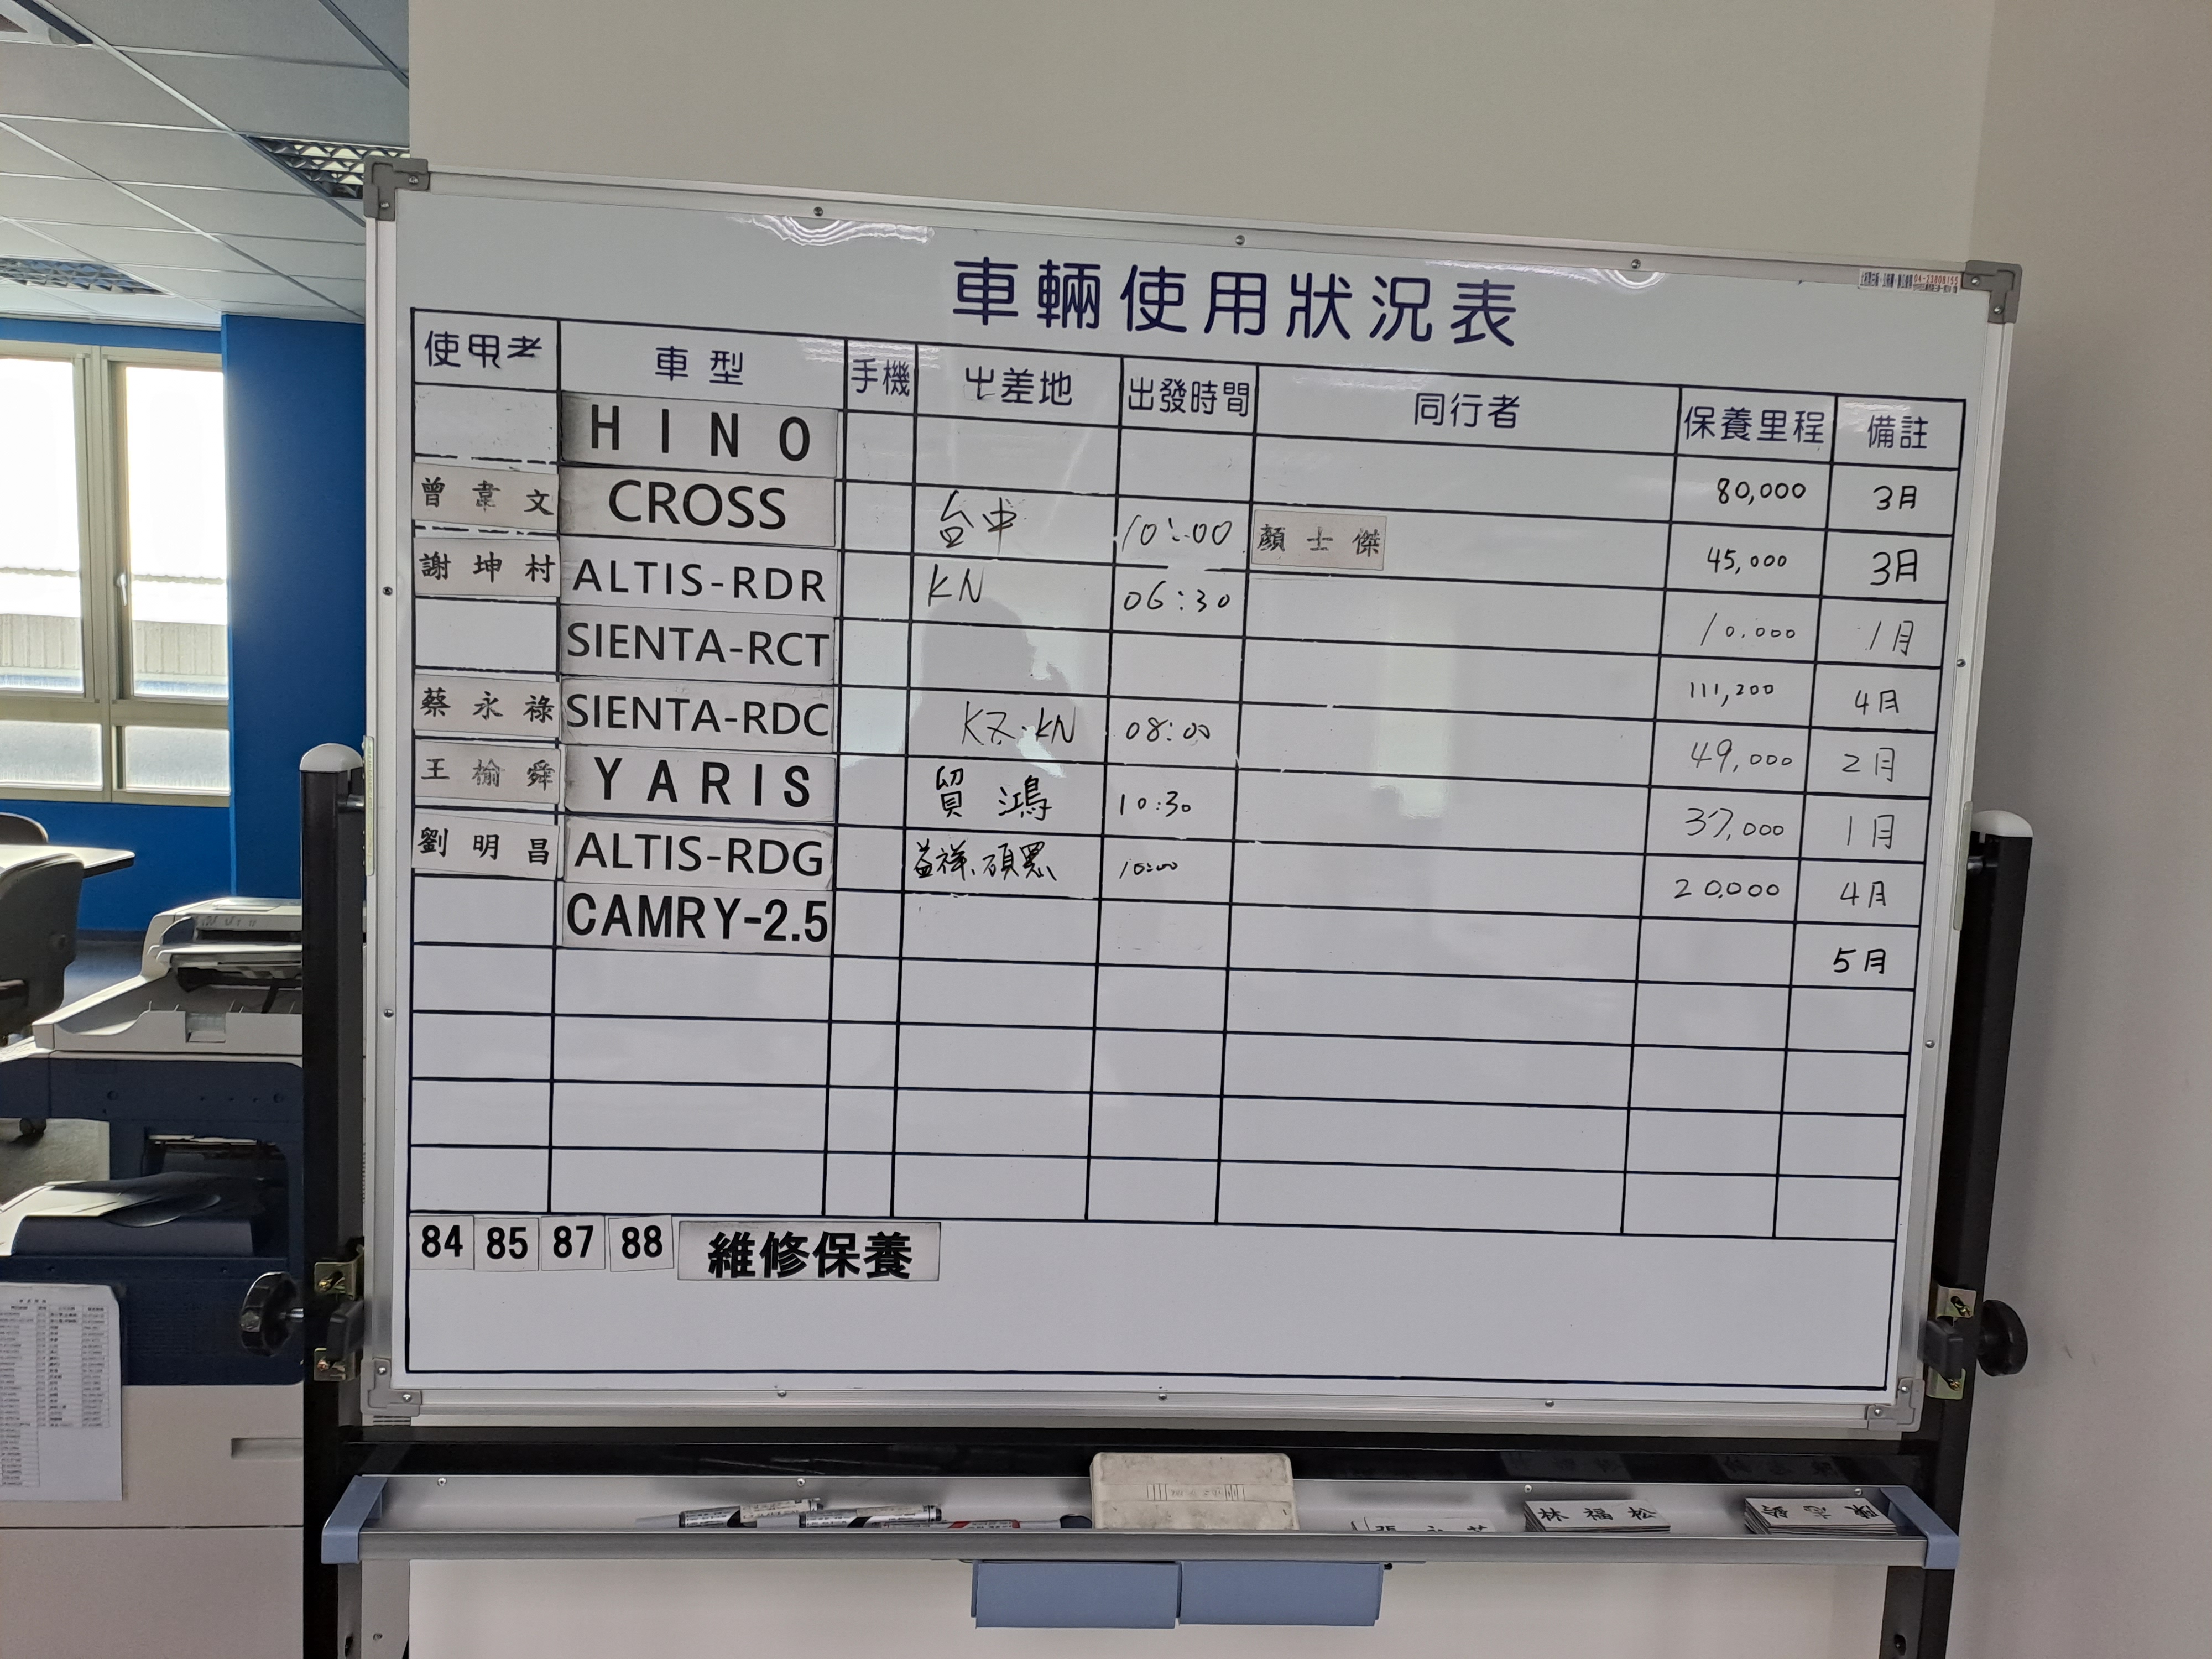 車輛使用狀況表
使用者 車型 手機 出差地 出發時間 同行者 保養里程 備註
HINO 80,000 3月
曾韋文 CROSS 台中 10:00 顏士傑 45,000 3月
謝坤村 ALTIS-RDR KN 06:30 10.000 1月
SIENTA-RCT 111,200 4月
蔡永祿 SIENTA-RDC KZ.KN 08:00 49,000 2月
王榆舜 YARIS 貿鴻 10:30 37,000 1月
劉明昌 ALTIS-RDG 益祥、碩 10:00 20,000 4月
CAMRY-2.5 5月
84 85 87 88 維修保養
林福松